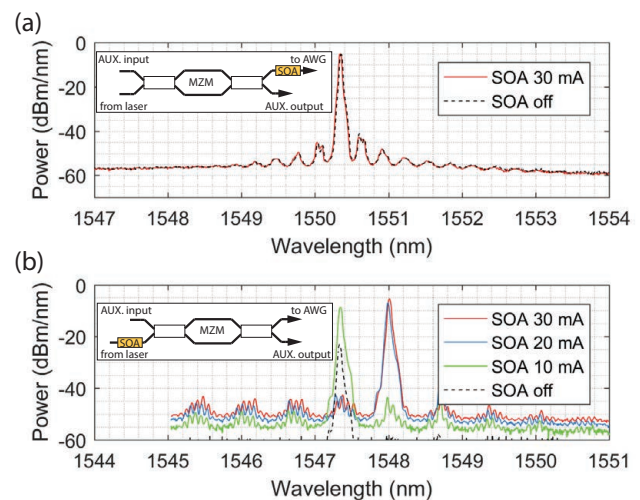 (a)
0
-20
-40
-60
Power (dBm/nm)
AUX. input
to AWG
MZM
SOA
from laser
AUX. output
SOA 30 mA
SOA off
1547 1548 1549 1550 1551 1552 1553 1554
Wavelength (nm)
(b)
0
-20
-40
-60
Power (dBm/nm)
AUX. input
to AWG
MZM
SOA
from laser
AUX. output
SOA 30 mA
SOA 20 mA
SOA 10 mA
SOA off
1544 1545 1546 1547 1548 1549 1550 1551
Wavelength (nm)